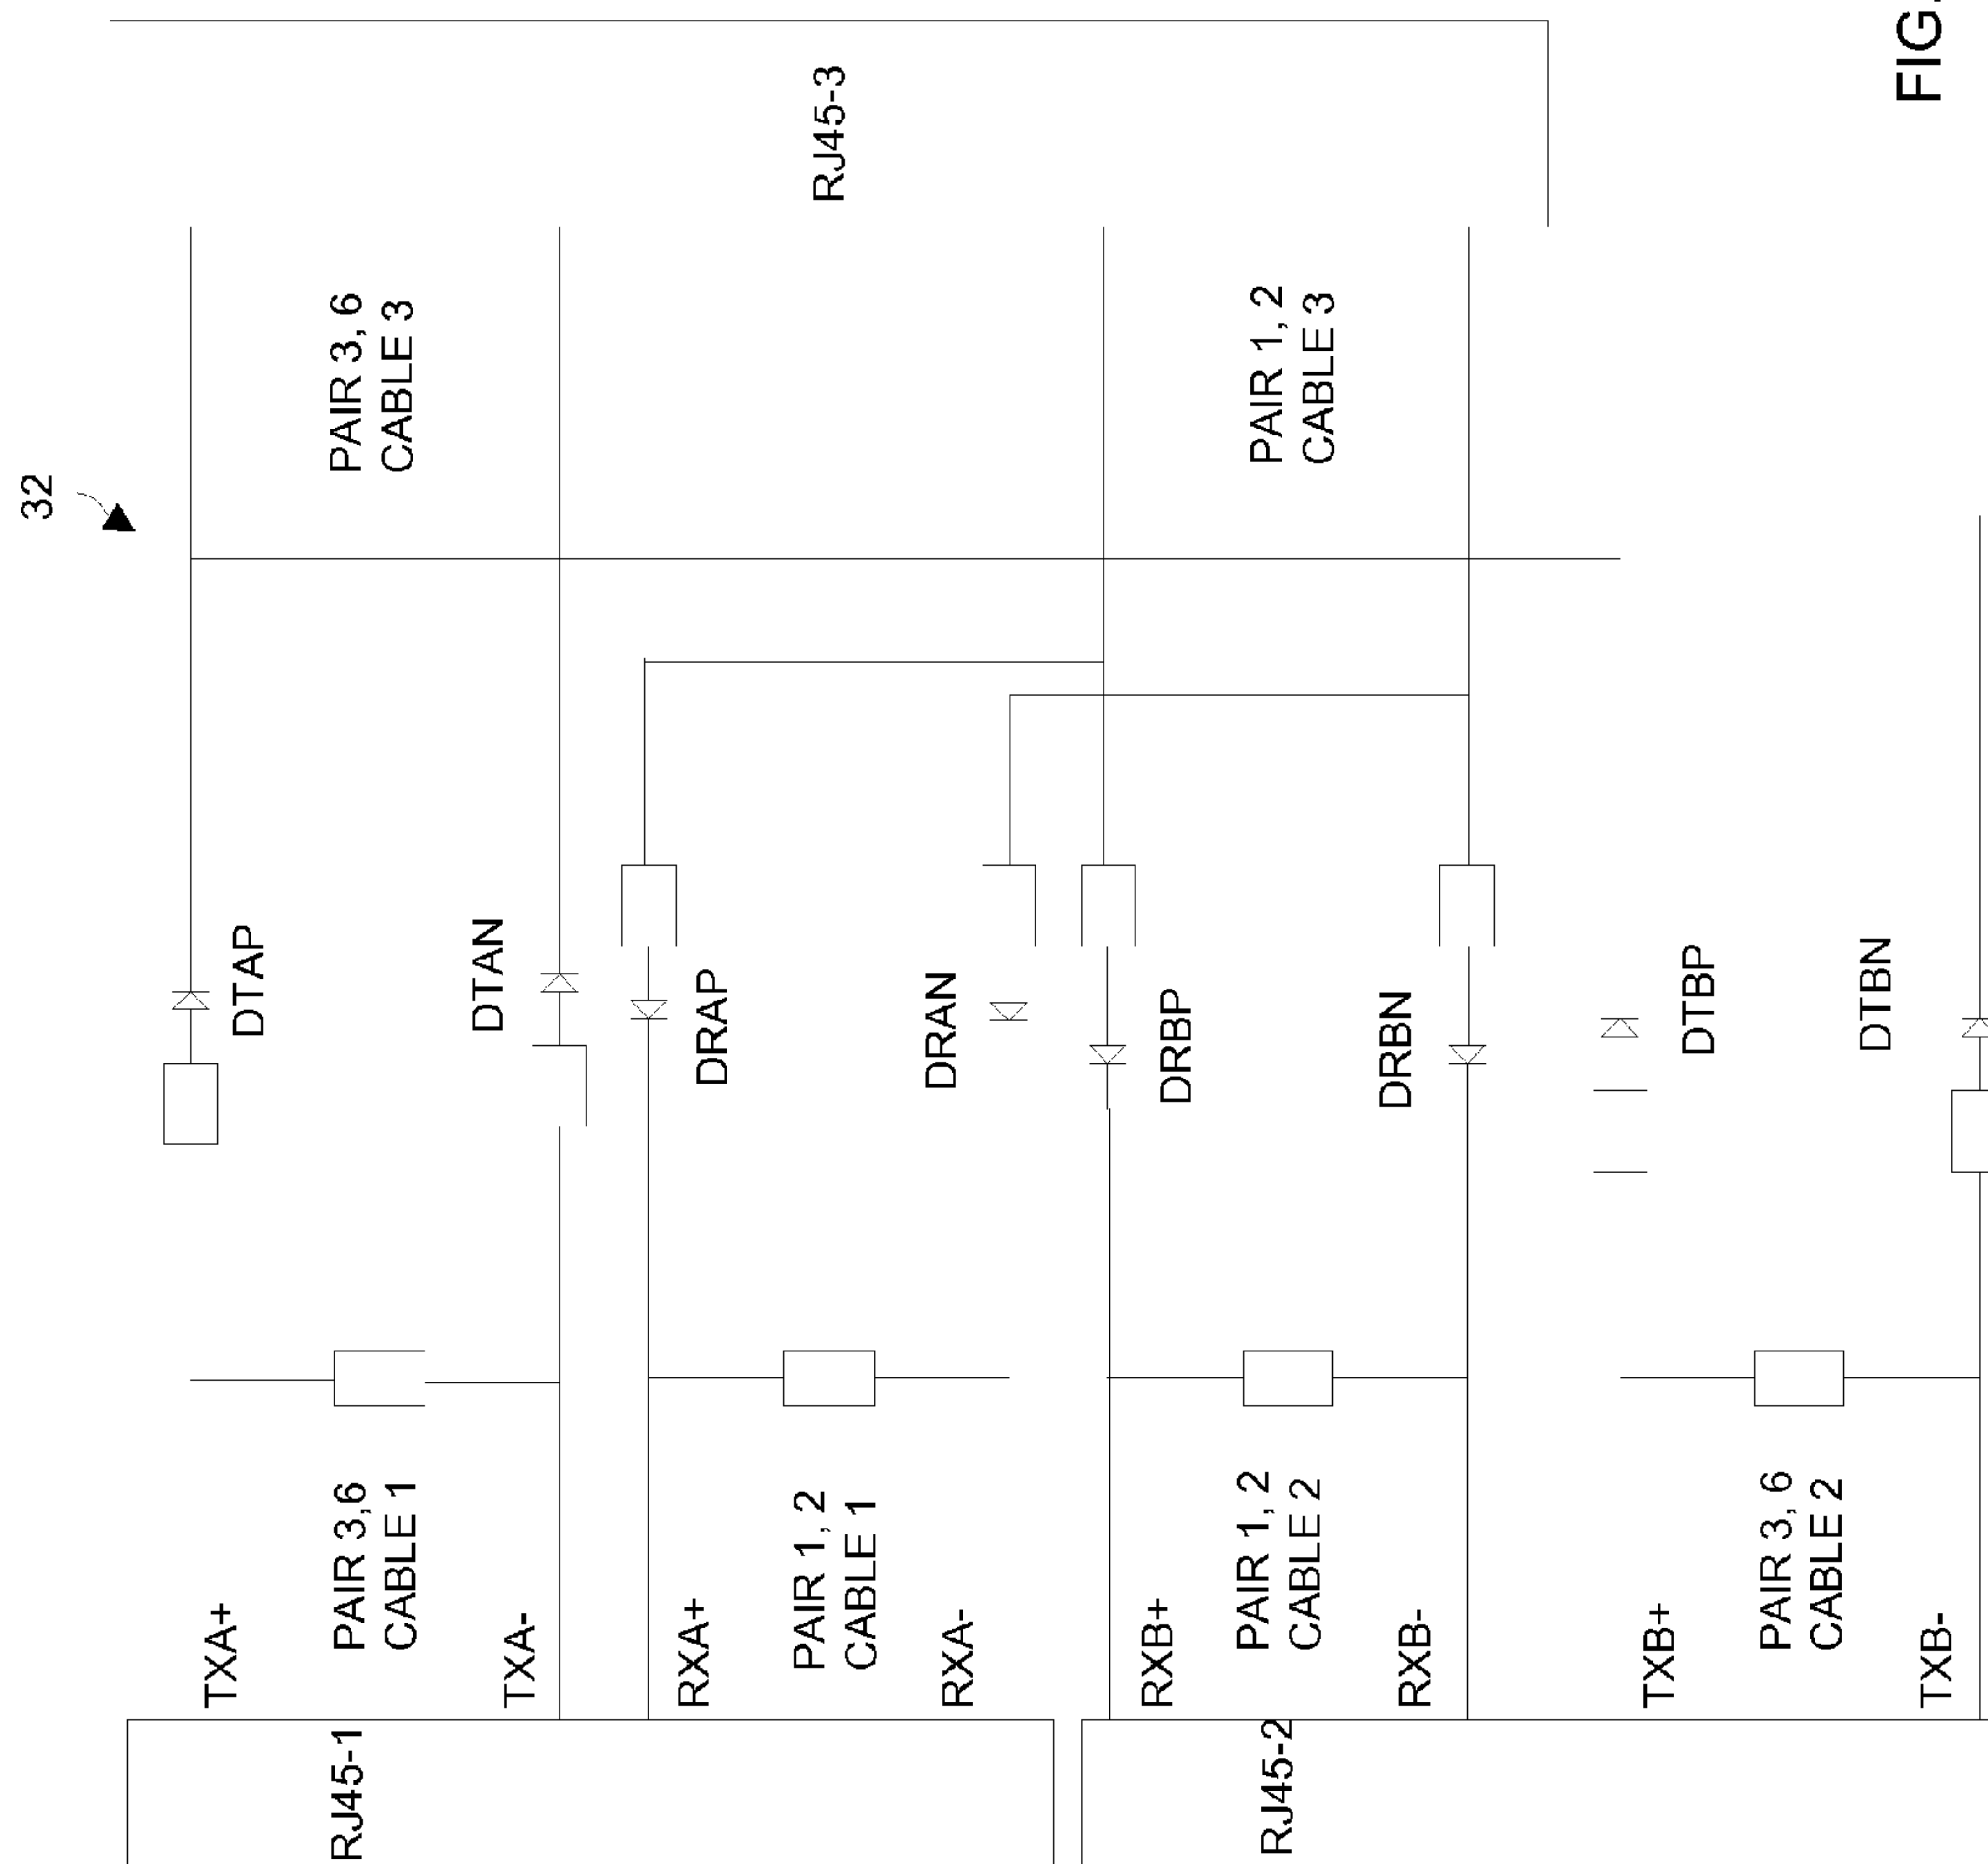 32
FIG.
RJ45-3
PAIR 3, 6
CABLE 3
PAIR 1, 2
CABLE 3
DTAP
DTAN
DRAP
DRAN
DRBP
DRBN
DTBP
DTBN
PAIR 3,6
CABLE 1
PAIR 1, 2
CABLE 1
PAIR 1, 2
CABLE 2
PAIR 3, 6
CABLE 2
TXA+
TXA-
RXA+
RXA-
RXB+
RXB-
TXB+
TXB-
RJ45-1
RJ45-2